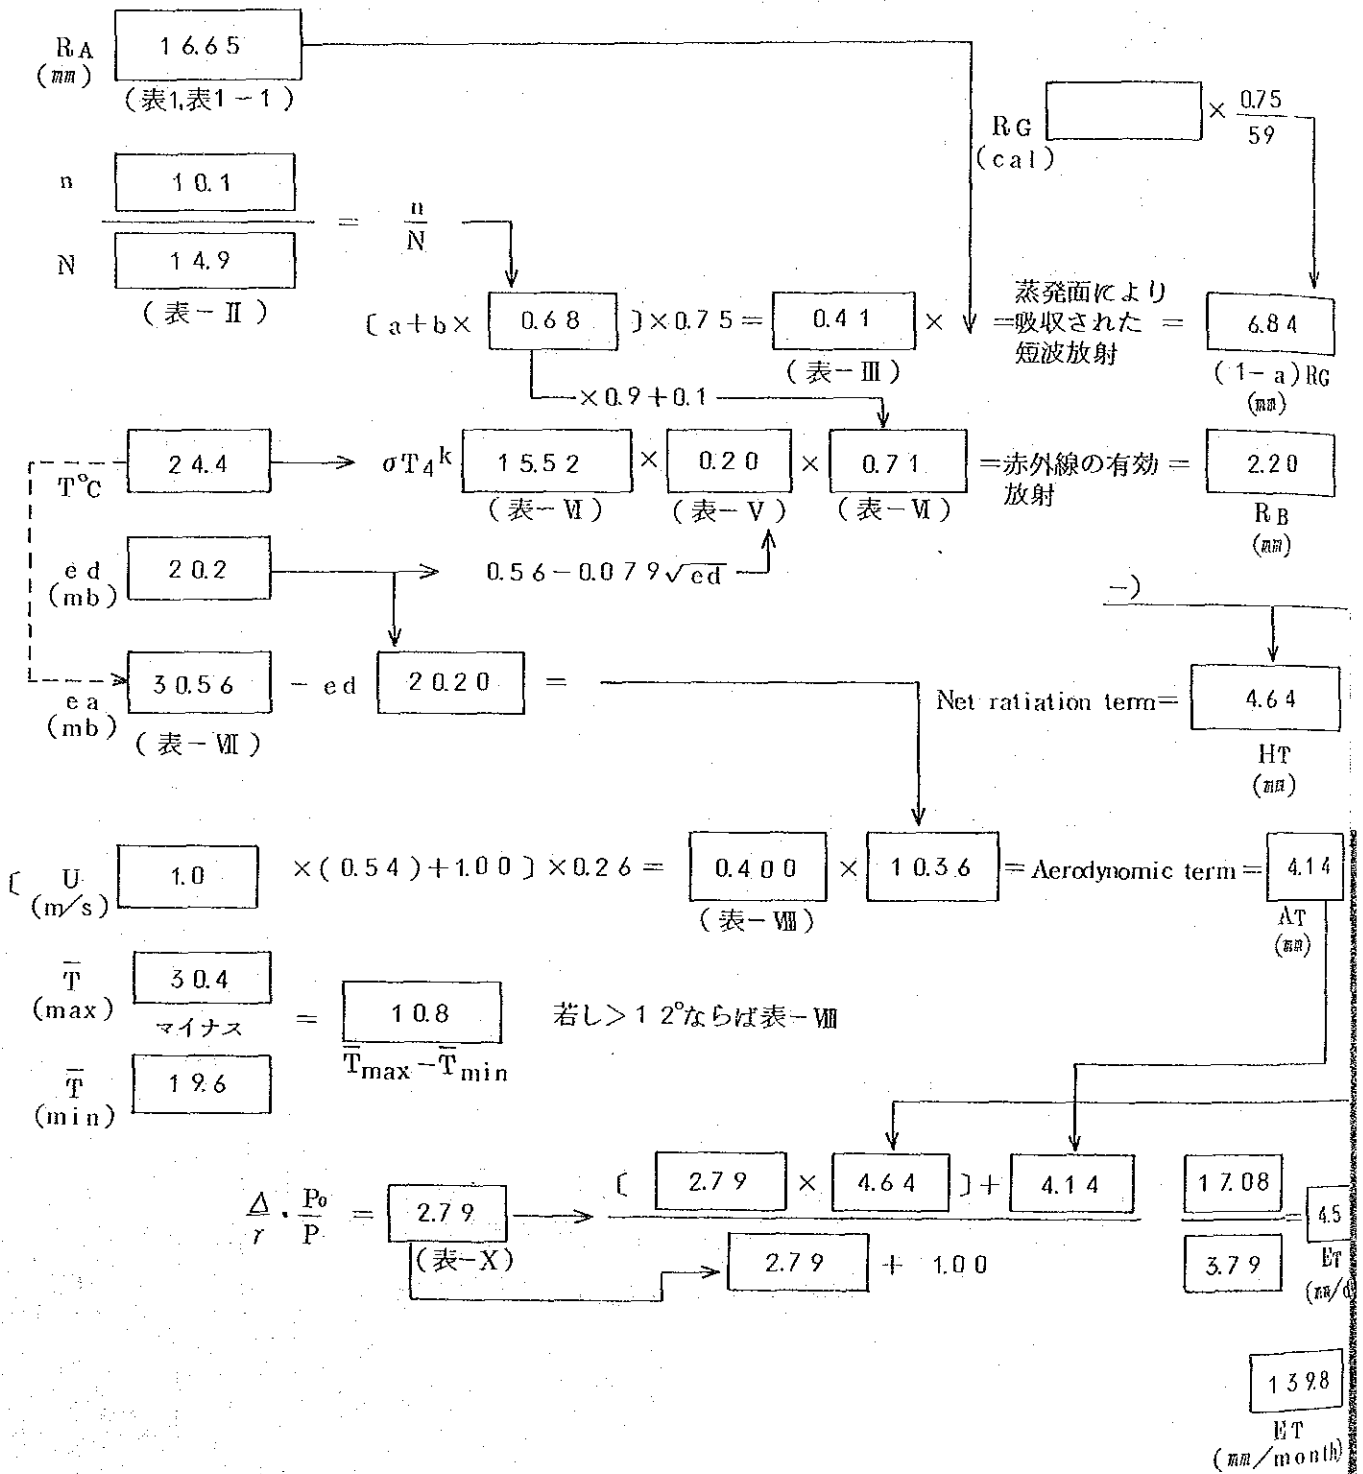 RA 16.65
(mm)
(表1,表1-1)
RG × 0.75/59
(cal)
n 10.1
= n/N
N 14.9
(表-Ⅱ)
〔a+b× 0.68 〕×0.75= 0.41 × =蒸発面により吸収された短波放射 = 6.84
(表-Ⅲ)
(1-a)RG
(mm)
×0.9+0.1
T°C 24.4 σT4k 15.52 × 0.20 × 0.71 =赤外線の有効放射 = 2.20
(表-Ⅵ) (表-Ⅴ) (表-Ⅵ)
RB
(mm)
ed 20.2 0.56-0.079√ed
(mb)
-)
ea 30.56 - ed 20.20 =
(mb)
(表-Ⅶ)
Net ratiation term= 4.64
HT
(mm)
〔 U 1.0 ×(0.54)+1.00〕×0.26= 0.400 × 10.36 =Aerodynomic term= 4.14
(m/s)
(表-Ⅷ)
AT
(mm)
T̄ 30.4
(max)
マイナス = 10.8 若し>12°ならば表-Ⅷ
T̄max-T̄min
T̄ 19.6
(min)
Δ/r・P0/P = 2.79 〔 2.79 × 4.64 〕+ 4.14 17.08 = 4.5
(表-X) 2.79 + 1.00 3.79
ET
(mm/d
139.8
ET
(mm/month)